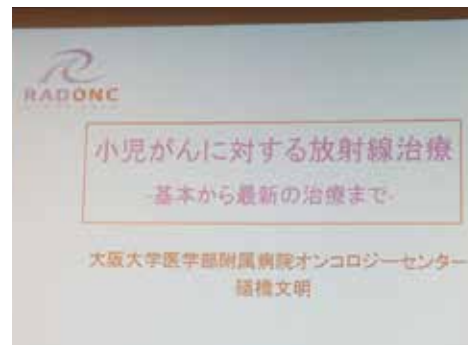 RADONC
小児がんに対する放射線治療
-基本から最新の治療まで-
大阪大学医学部附属病院オンコロジーセンター
橋文明